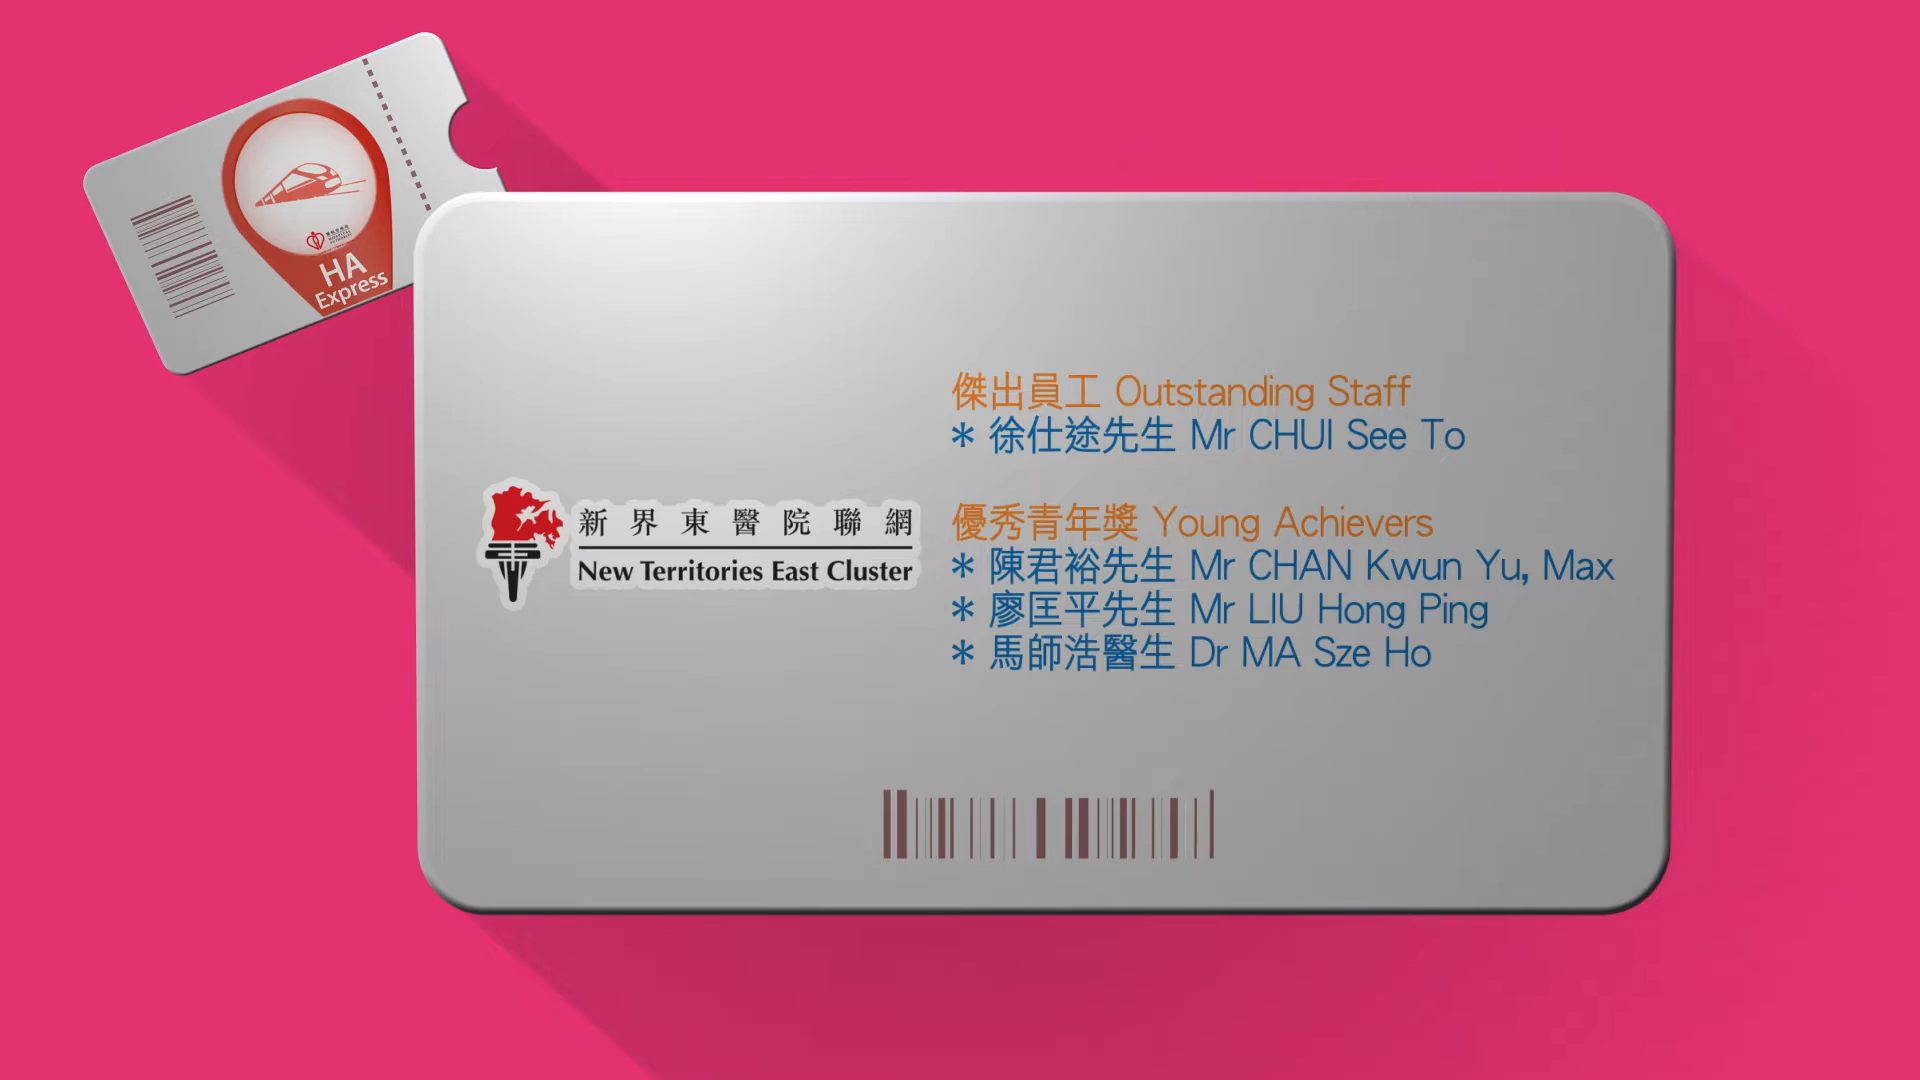 HA
Express
新界東醫院聯網
New Territories East Cluster
傑出員工 Outstanding Staff
* 徐仕途先生 Mr CHUI See To
優秀青年獎 Young Achievers
* 陳君裕先生 Mr CHAN Kwun Yu, Max
* 廖匡平先生 Mr LIU Hong Ping
* 馬師浩醫生 Dr MA Sze Ho